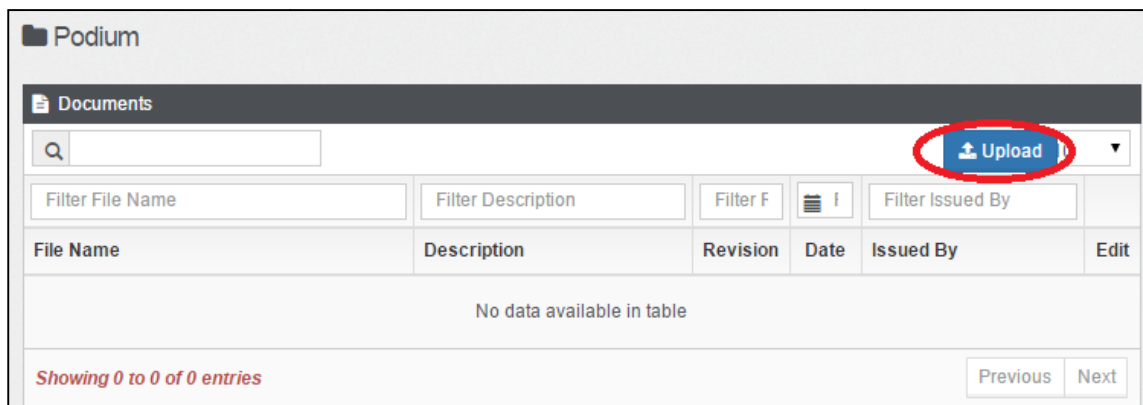 Podium
Documents
Upload
Filter File Name Filter Description Filter F Filter Issued By
File Name Description Revision Date Issued By Edit
No data available in table
Showing 0 to 0 of 0 entries Previous Next